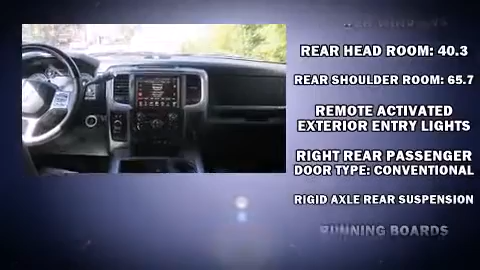 REAR HEAD ROOM: 40.3
REAR SHOULDER ROOM: 65.7
REMOTE ACTIVATED
EXTERIOR ENTRY LIGHTS
RIGHT REAR PASSENGER
DOOR TYPE: CONVENTIONAL
RIGID AXLE REAR SUSPENSION
RUNNING BOARDS